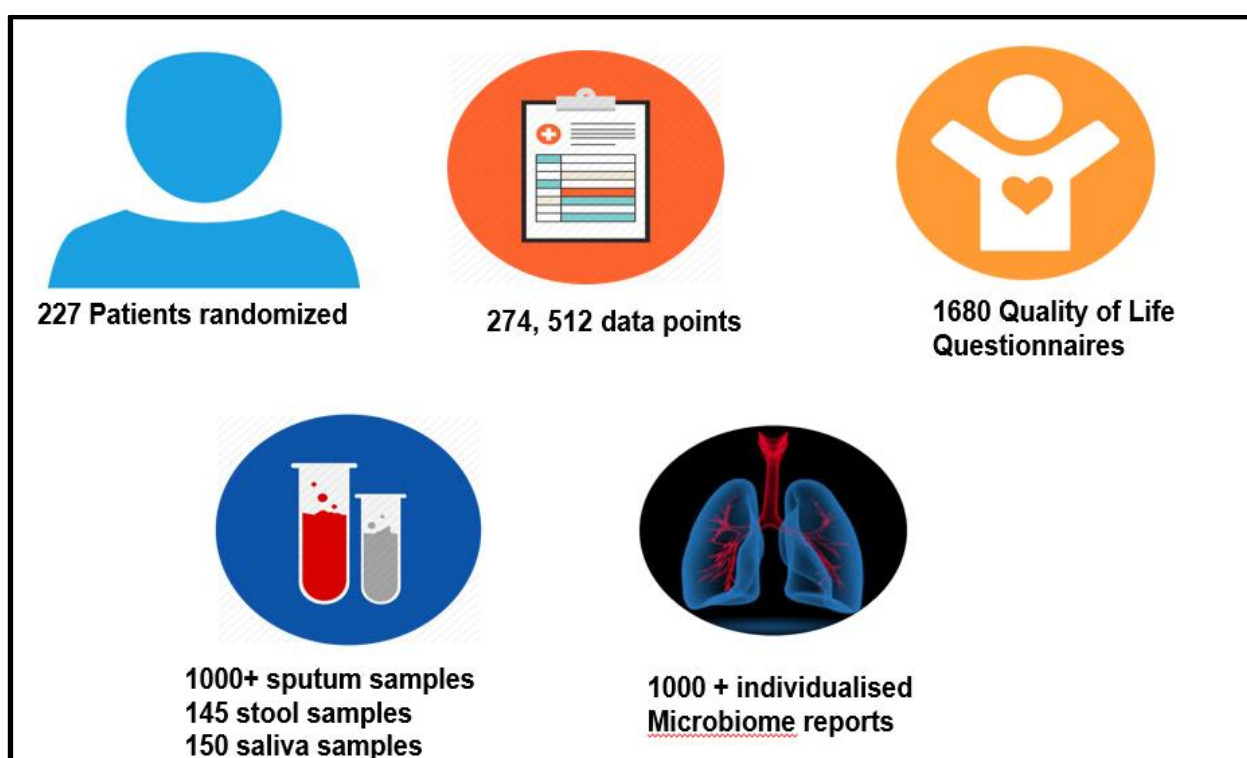 227 Patients randomized
274, 512 data points
1680 Quality of Life
Questionnaires
1000+ sputum samples
145 stool samples
150 saliva samples
1000 + individualised
Microbiome reports